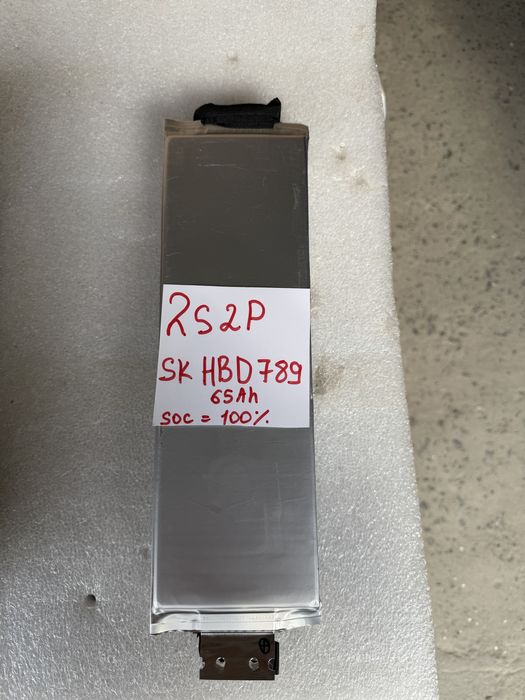 2S2P
SK HBD789
65Ah
SOC = 100%